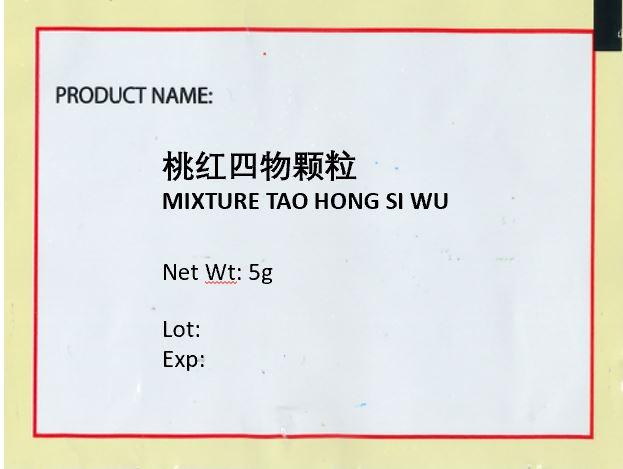 PRODUCT NAME:
桃红四物颗粒
MIXTURE TAO HONG SI WU
Net Wt: 5g
Lot:
Exp: